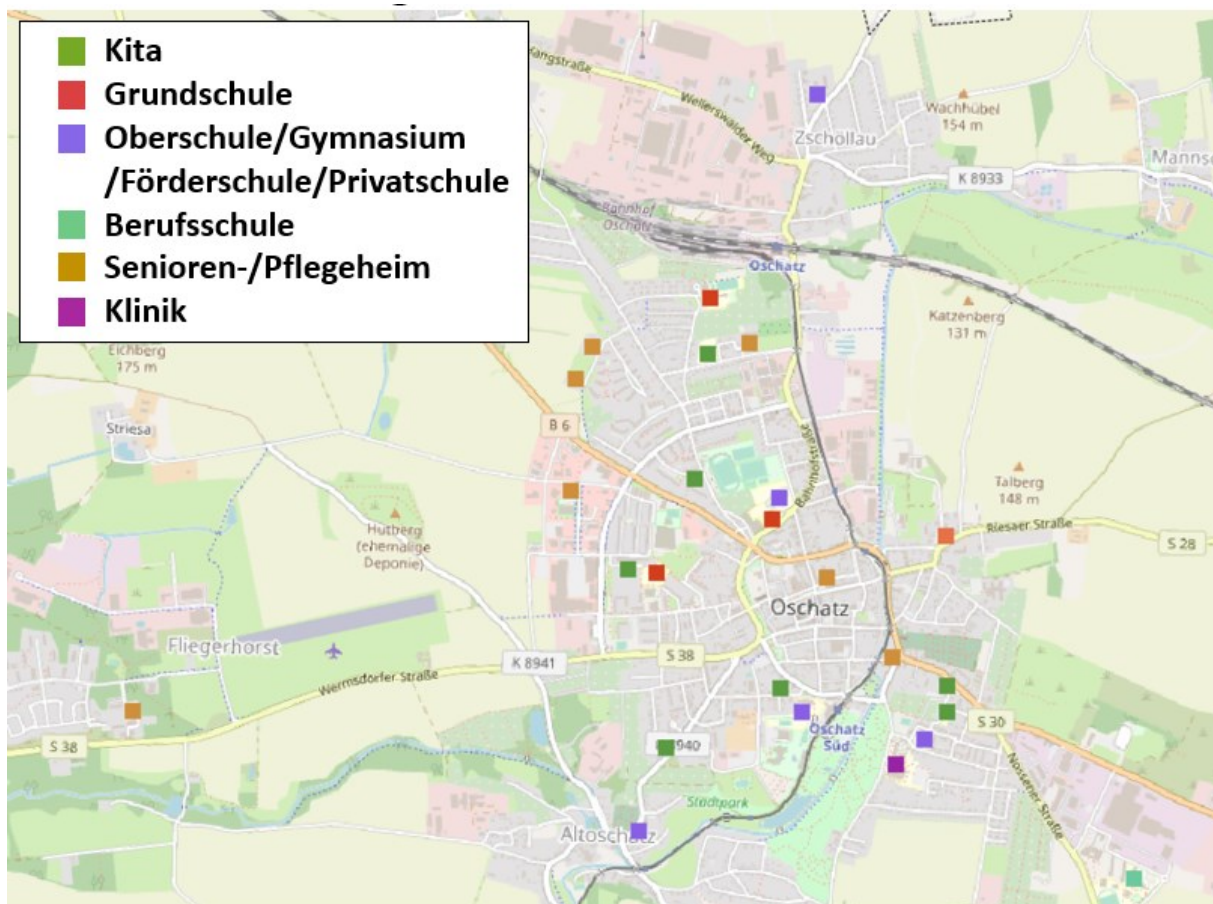 Kita
Grundschule
Oberschule/Gymnasium
/Förderschule/Privatschule
Berufsschule
Senioren-/Pflegeheim
Klinik
Wellerswalder Weg
Zschöllau
Wachhübel
154 m
K 8933
Bahnhof
Oschatz
Oschatz
Katzenberg
131 m
Eichberg
175 m
Striesa
B 6
Bahnhofstraße
Talberg
148 m
Hutberg
(ehemalige
Deponie)
Riesaer Straße
S 28
Oschatz
Fliegerhorst
K 8941
S 38
Wermsdorfer Straße
S 38
S 30
Oschatz
Süd
8940
Nossener Straße
Stadtpark
Altoschatz